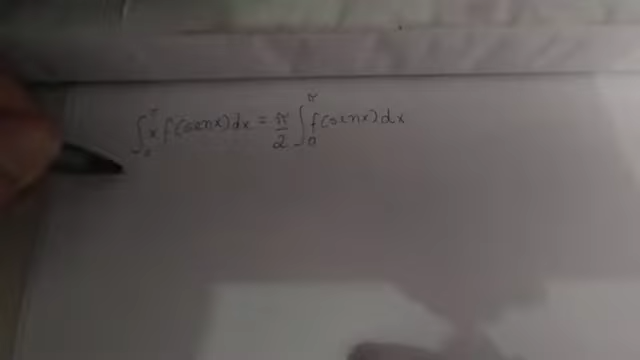 ∫₀^π x f(senx)dx = π/2 ∫₀^π f(senx)dx